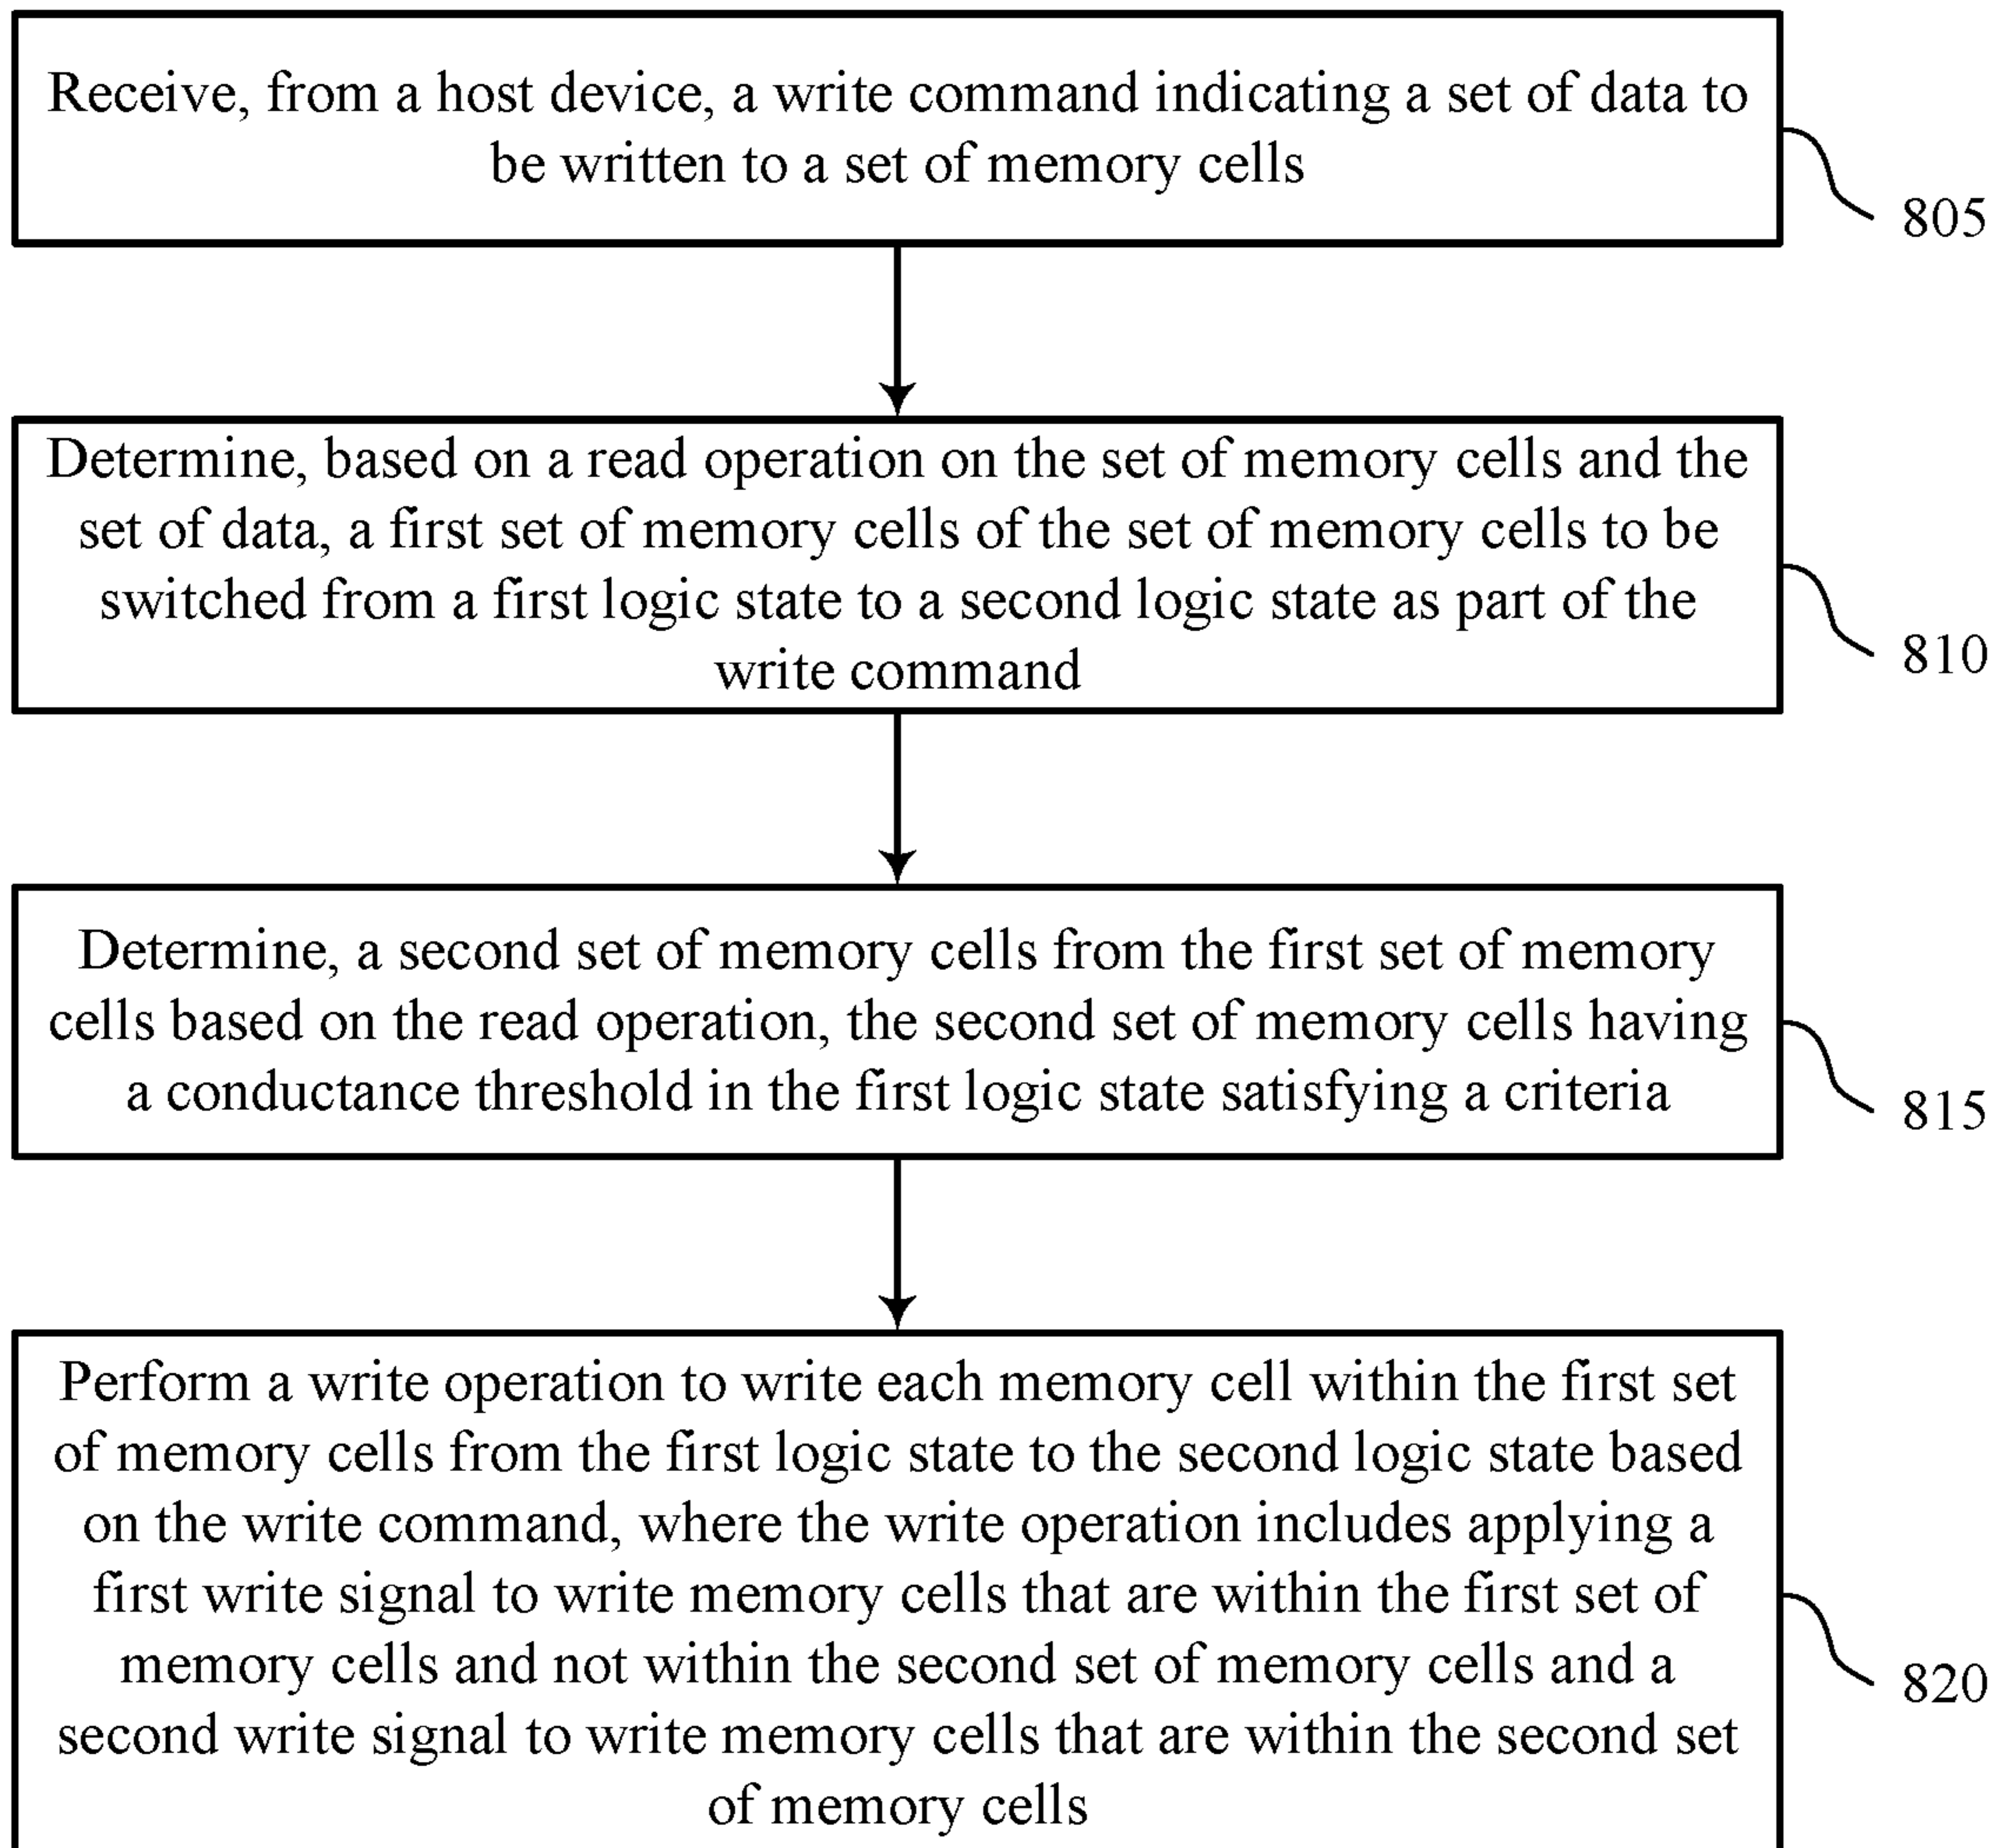 Receive, from a host device, a write command indicating a set of data to
be written to a set of memory cells
805
Determine, based on a read operation on the set of memory cells and the
set of data, a first set of memory cells of the set of memory cells to be
switched from a first logic state to a second logic state as part of the
write command
810
Determine, a second set of memory cells from the first set of memory
cells based on the read operation, the second set of memory cells having
a conductance threshold in the first logic state satisfying a criteria
815
Perform a write operation to write each memory cell within the first set
of memory cells from the first logic state to the second logic state based
on the write command, where the write operation includes applying a
first write signal to write memory cells that are within the first set of
memory cells and not within the second set of memory cells and a
second write signal to write memory cells that are within the second set
of memory cells
820